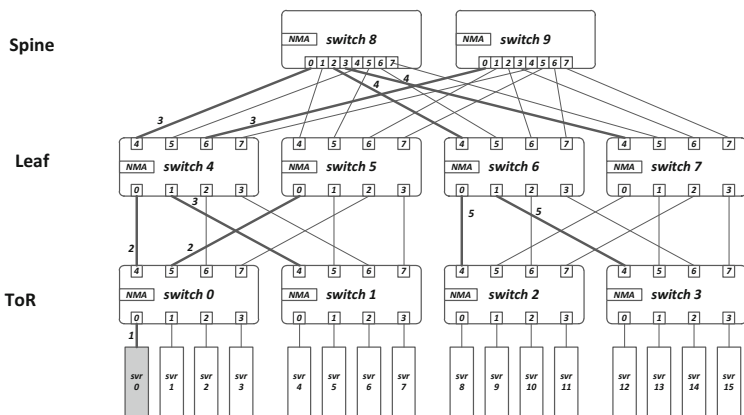 Spine
NMA switch 8
NMA switch 9
0 1 2 3 4 5 6 7
0 1 2 3 4 5 6 7
4
4
3
3
4 5 6 7
4 5 6 7
4 5 6 7
4 5 6 7
Leaf
NMA switch 4
NMA switch 5
NMA switch 6
NMA switch 7
0 1 2 3
0 1 2 3
0 1 2 3
0 1 2 3
3
5
5
2
2
4 5 6 7
4 5 6 7
4 5 6 7
4 5 6 7
ToR
NMA switch 0
NMA switch 1
NMA switch 2
NMA switch 3
0 1 2 3
0 1 2 3
0 1 2 3
0 1 2 3
1
svr 0
svr 1
svr 2
svr 3
svr 4
svr 5
svr 6
svr 7
svr 8
svr 9
svr 10
svr 11
svr 12
svr 13
svr 14
svr 15